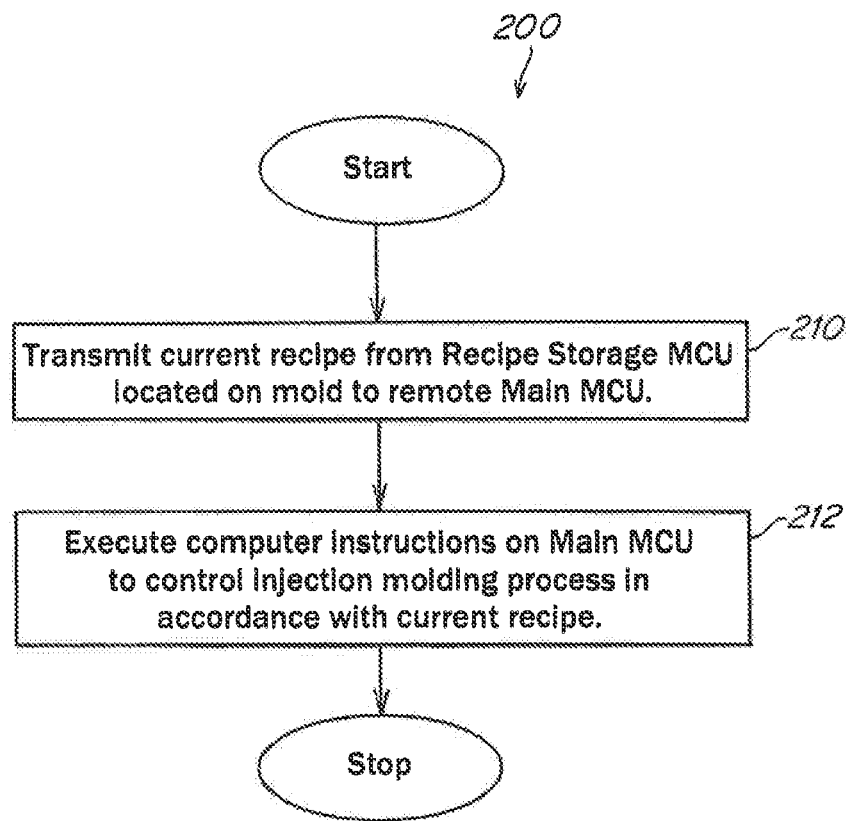 200
Start
Transmit current recipe from Recipe Storage MCU
located on mold to remote Main MCU.
210
Execute computer instructions on Main MCU
to control injection molding process in
accordance with current recipe.
212
Stop